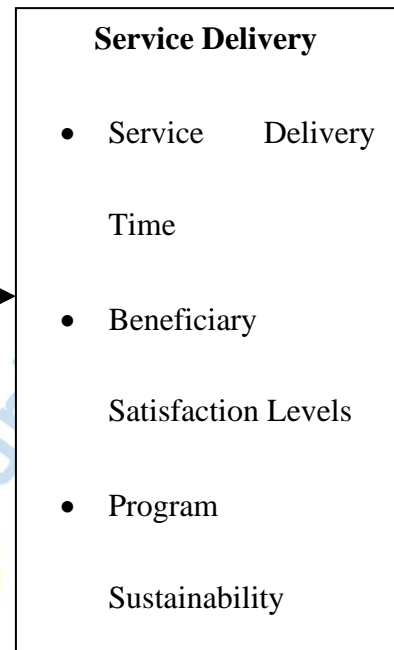 Service Delivery
• Service Delivery
Time
• Beneficiary
Satisfaction Levels
• Program
Sustainability